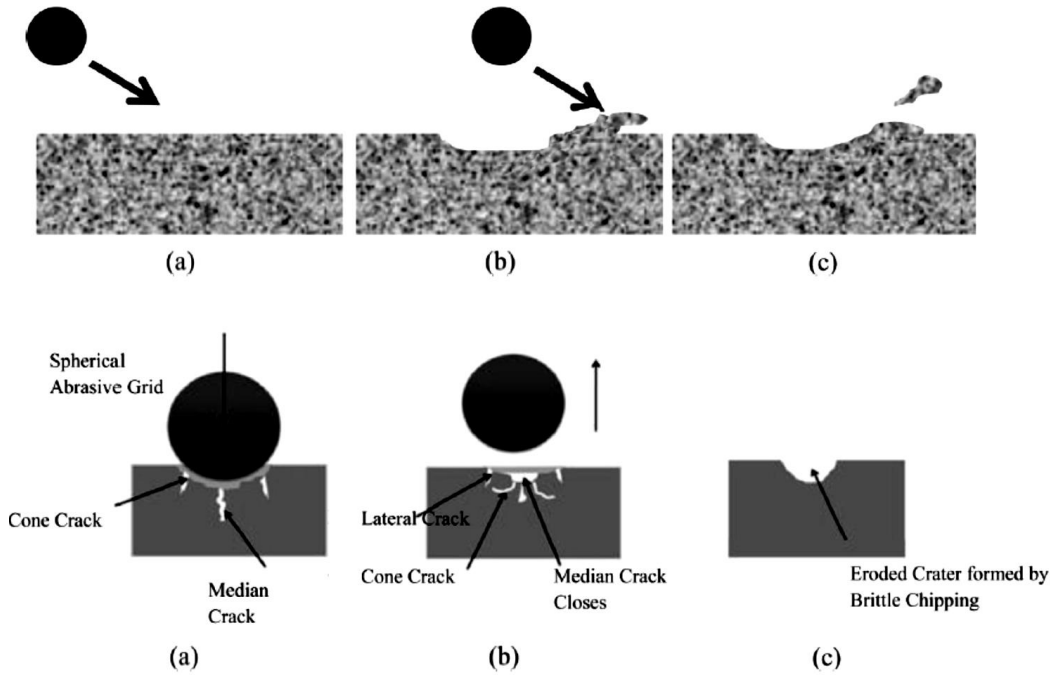 (a)
(b)
(c)
Spherical
Abrasive Grid
Cone Crack
Median
Crack
Lateral Crack
Cone Crack
Median Crack
Closes
Eroded Crater formed by
Brittle Chipping
(a)
(b)
(c)